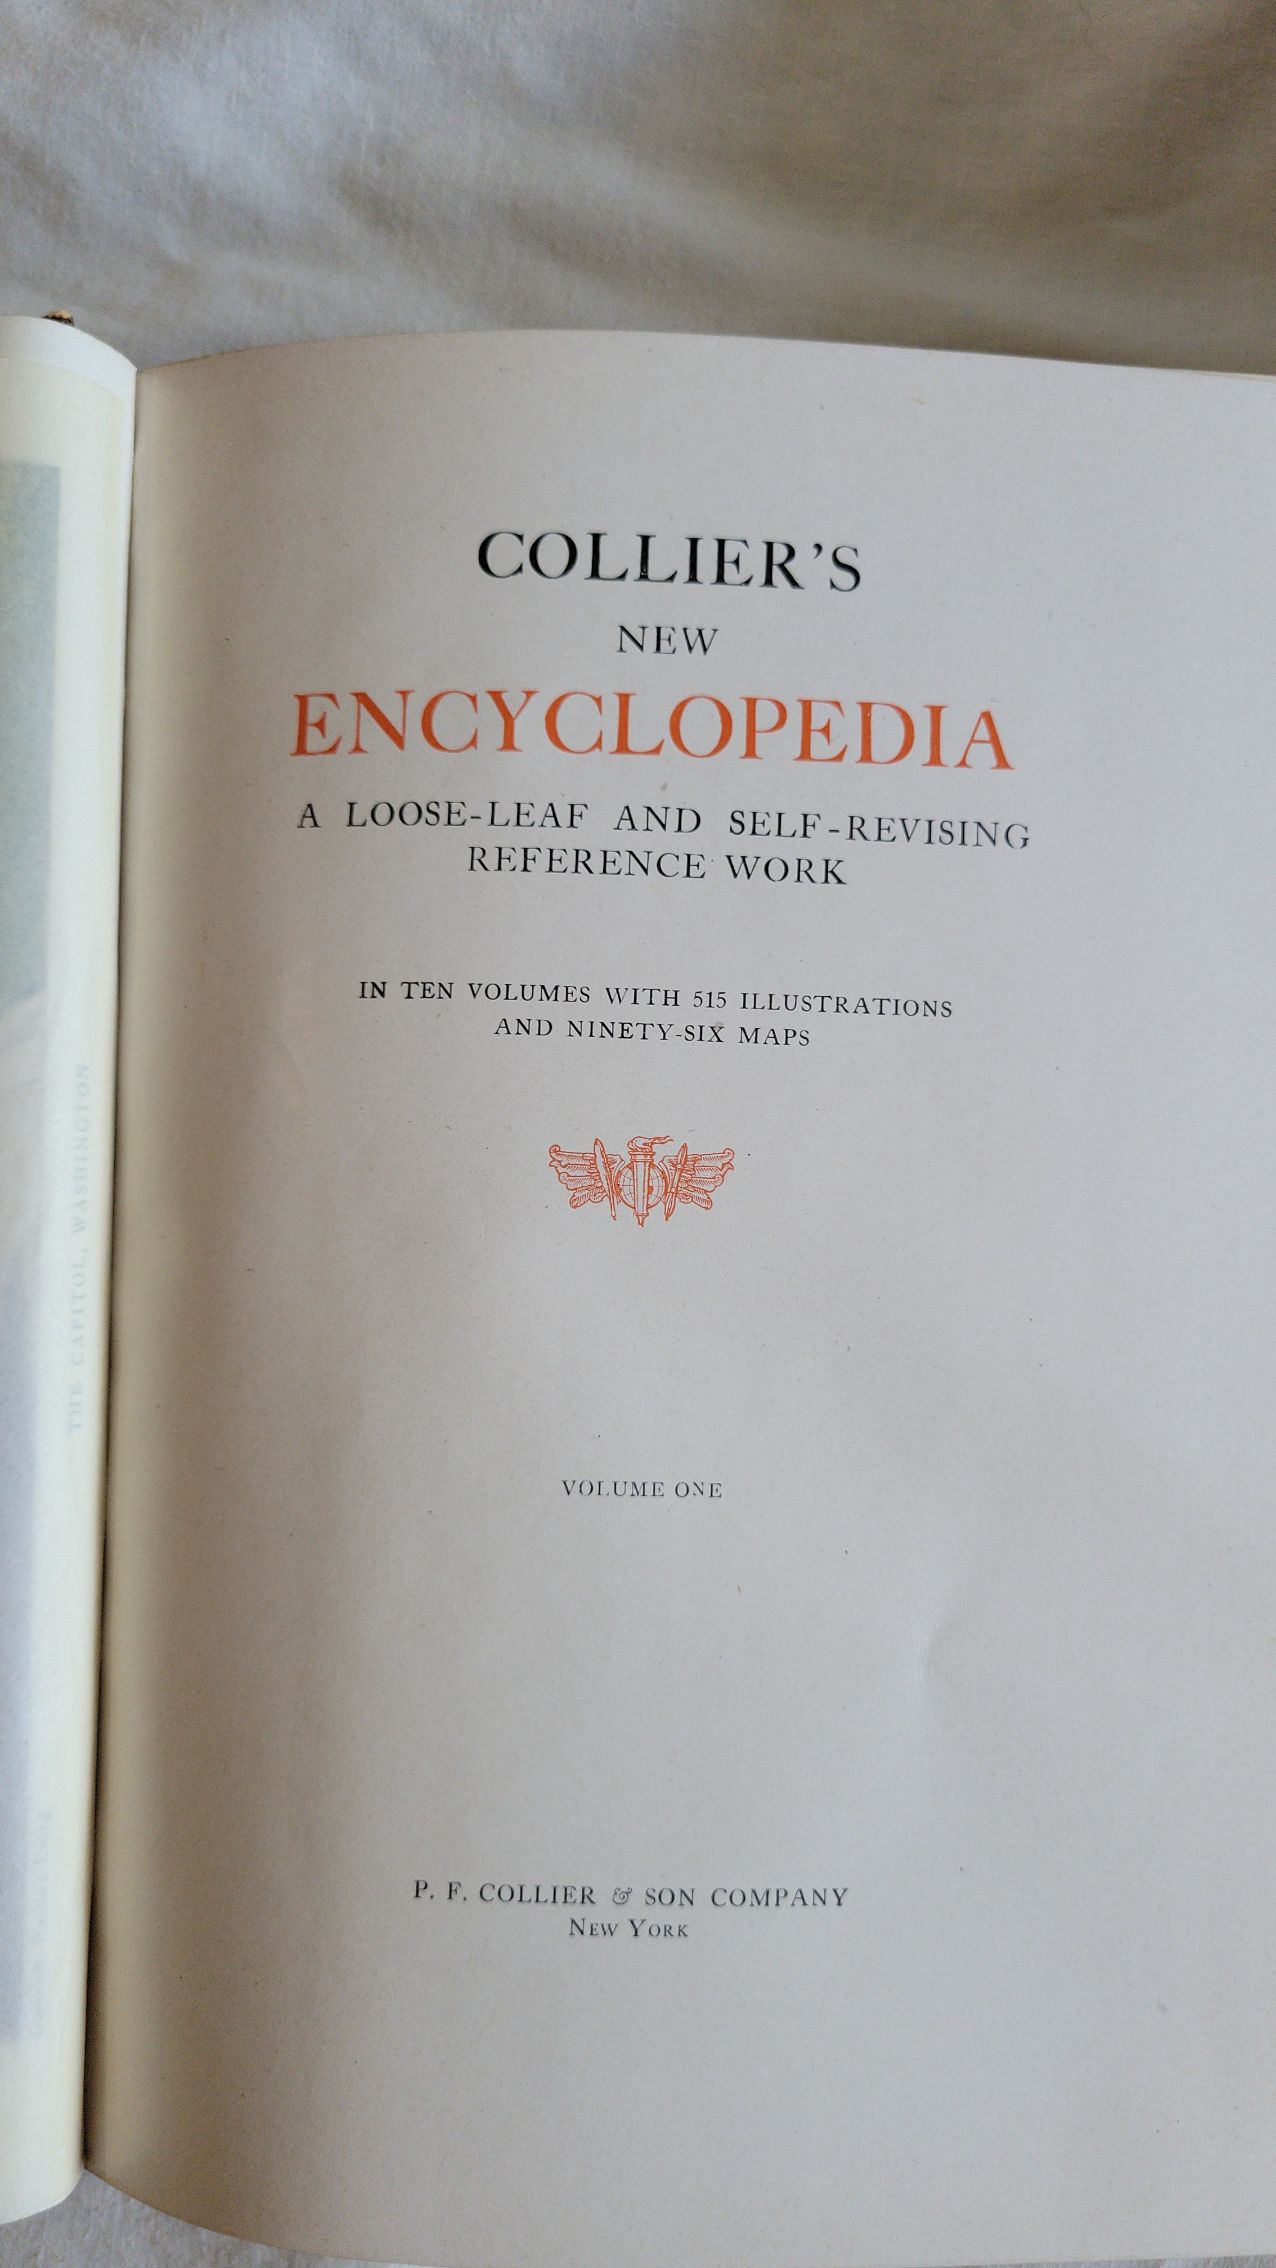 THE CAPITOL, WASHINGTON
COLLIER'S
NEW
ENCYCLOPEDIA
A LOOSE-LEAF AND SELF-REVISING
REFERENCE WORK
IN TEN VOLUMES WITH 515 ILLUSTRATIONS
AND NINETY-SIX MAPS
VOLUME ONE
P. F. COLLIER & SON COMPANY
NEW YORK